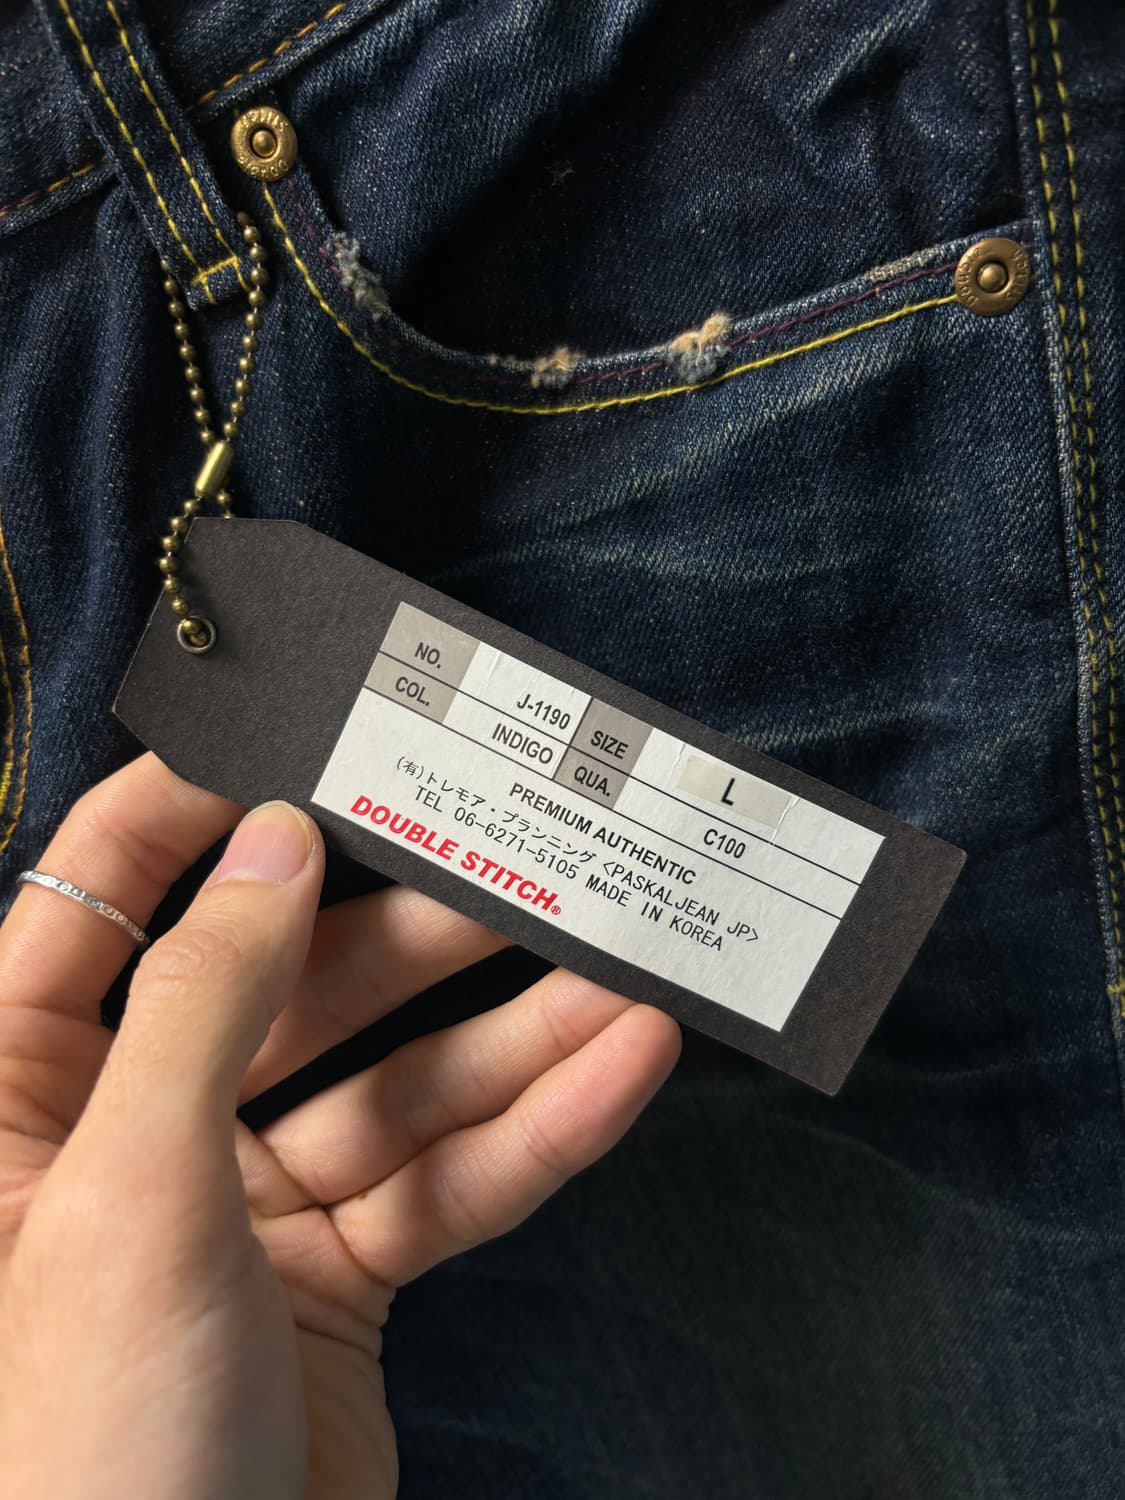 NO. J-1190 SIZE L
COL. INDIGO QUA. C100
PREMIUM AUTHENTIC
(有)トレモア・プランニング <PASKALJEAN JP>
TEL 06-6271-5105 MADE IN KOREA
DOUBLE STITCH®